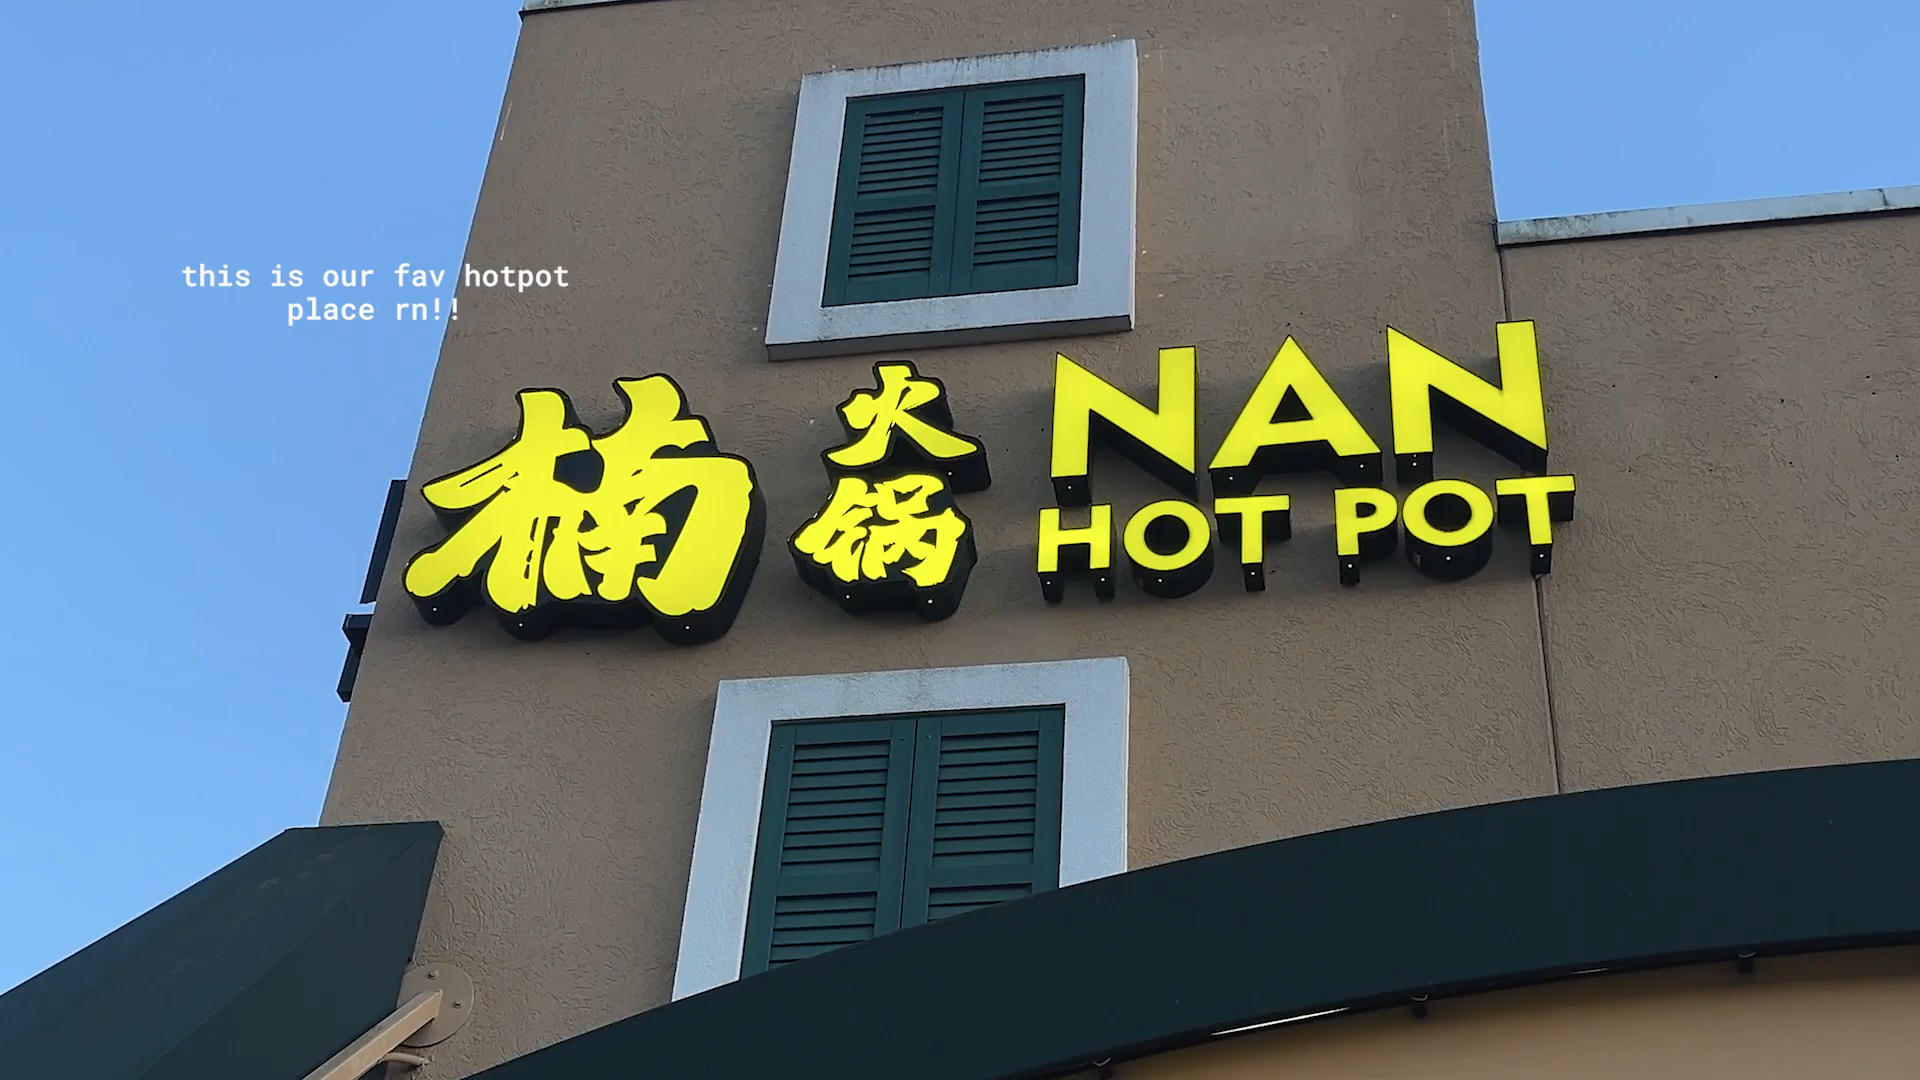 this is our fav hotpot
place rn!!
楠
火
锅
NAN
HOT POT